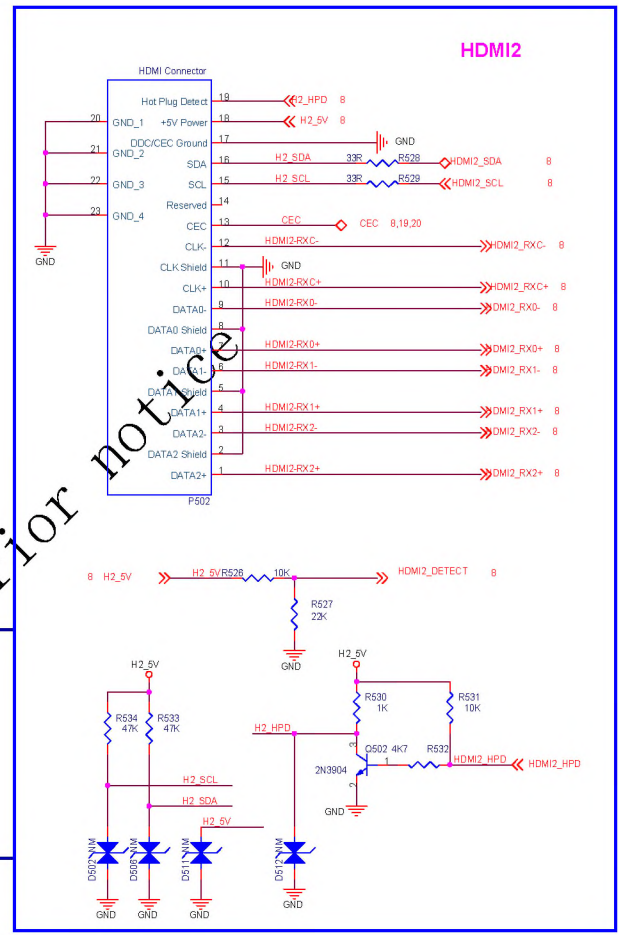 HDMI2
HDMI Connector
Hot Plug Detect 19 H2_HPD 8
20 GND_1 +5V Power 18 H2_5V 8
DDC/CEC Ground 17 GND
21 GND_2 SDA 16 H2_SDA 33R R528 HDMI2_SDA 8
22 GND_3 SCL 15 H2_SCL 33R R529 HDMI2_SCL 8
Reserved 14
23 GND_4 CEC 13 CEC CEC 8,19,20
CLK- 12 HDMI2-RXC- HDMI2_RXC- 8
GND CLK Shield 11 GND
CLK+ 10 HDMI2-RXC+ HDMI2_RXC+ 8
DATA0- 9 HDMI2-RX0- HDMI2_RX0- 8
DATA0 Shield 8
DATA0+ 7 HDMI2-RX0+ HDMI2_RX0+ 8
DATA1- 6 HDMI2-RX1- HDMI2_RX1- 8
DATA1 Shield 5
DATA1+ 4 HDMI2-RX1+ HDMI2_RX1+ 8
DATA2- 3 HDMI2-RX2- HDMI2_RX2- 8
DATA2 Shield 2
DATA2+ 1 HDMI2-RX2+ HDMI2_RX2+ 8
P502
notice
8 H2_5V H2_5V R526 10K HDMI2_DETECT 8
R527
22K
GND
H2_5V
H2_5V
R534
47K
R533
47K
R530
1K
R531
10K
H2_HPD
3
Q502 4K7 R532
2N3904 1 HDMI2_HPD HDMI2_HPD
2
H2_SCL
H2_SDA
GND
H2_5V
D502 NM
D506 NM
D511 NM
D512 NM
GND GND GND GND